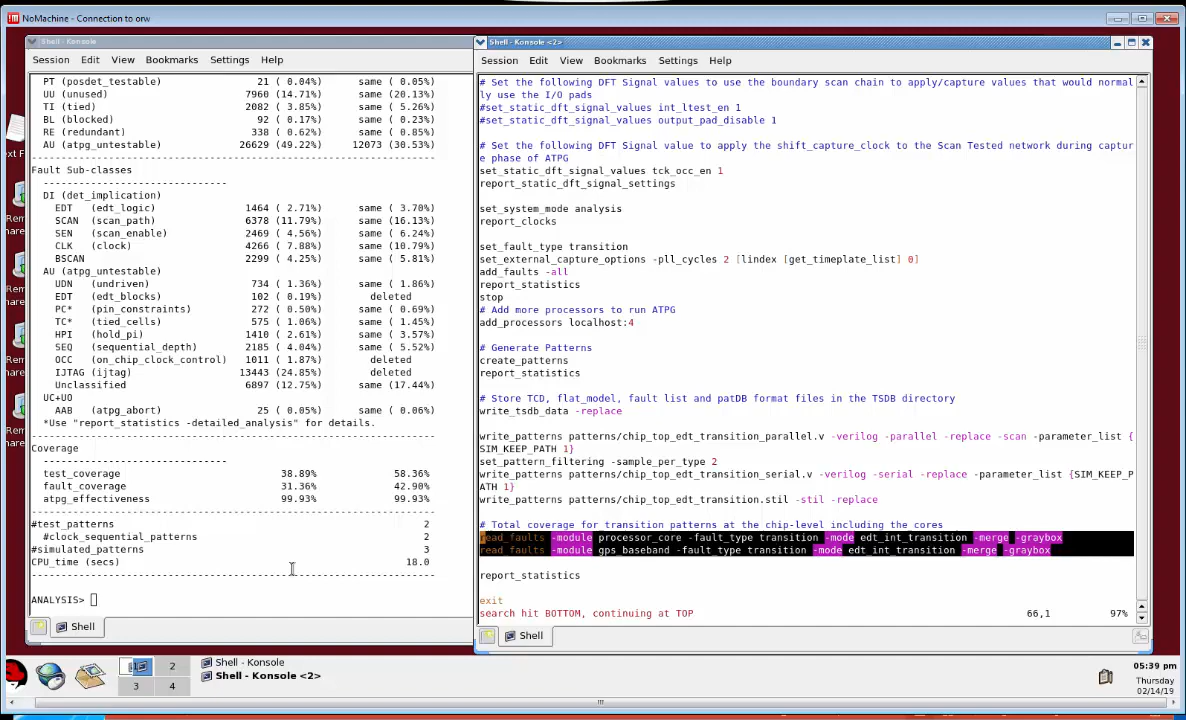 NoMachine - Connection to orw
Shell - Konsole
Session Edit View Bookmarks Settings Help
PT (posdet_testable) 21 ( 0.04%) same ( 0.05%)
UU (unused) 7960 (14.71%) same (20.13%)
TI (tied) 2082 ( 3.85%) same ( 5.26%)
BL (blocked) 92 ( 0.17%) same ( 0.23%)
RE (redundant) 338 ( 0.62%) same ( 0.85%)
AU (atpg_untestable) 26629 (49.22%) 12073 (30.53%)
Fault Sub-classes
DI (det_implication)
EDT (edt_logic) 1464 ( 2.71%) same ( 3.70%)
SCAN (scan_path) 6378 (11.79%) same (16.13%)
SEN (scan_enable) 2469 ( 4.56%) same ( 6.24%)
CLK (clock) 4266 ( 7.88%) same (10.79%)
BSCAN 2299 ( 4.25%) same ( 5.81%)
AU (atpg_untestable)
UDN (undriven) 734 ( 1.36%) same ( 1.86%)
EDT (edt_blocks) 102 ( 0.19%) deleted
PC* (pin_constraints) 272 ( 0.50%) same ( 0.69%)
TC* (tied_cells) 575 ( 1.06%) same ( 1.45%)
HPI (hold_pi) 1410 ( 2.61%) same ( 3.57%)
SEQ (sequential_depth) 2185 ( 4.04%) same ( 5.52%)
OCC (on_chip_clock_control) 1011 ( 1.87%) deleted
IJTAG (ijtag) 13443 (24.85%) deleted
Unclassified 6897 (12.75%) same (17.44%)
UC+UO
AAB (atpg_abort) 25 ( 0.05%) same ( 0.06%)
*Use "report_statistics -detailed_analysis" for details.
Coverage
test_coverage 38.89% 58.36%
fault_coverage 31.36% 42.90%
atpg_effectiveness 99.93% 99.93%
#test_patterns 2
#clock_sequential_patterns 2
#simulated_patterns 3
CPU_time (secs) 18.0
ANALYSIS>
Shell
Shell - Konsole <2>
Session Edit View Bookmarks Settings Help
# Set the following DFT Signal values to use the boundary scan chain to apply/capture values that would normal
ly use the I/O pads
#set_static_dft_signal_values int_ltest_en 1
#set_static_dft_signal_values output_pad_disable 1
# Set the following DFT Signal value to apply the shift_capture_clock to the Scan Tested network during captur
e phase of ATPG
set_static_dft_signal_values tck_occ_en 1
report_static_dft_signal_settings
set_system_mode analysis
report_clocks
set_fault_type transition
set_external_capture_options -pll_cycles 2 [lindex [get_timeplate_list] 0]
add_faults -all
report_statistics
stop
# Add more processors to run ATPG
add_processors localhost:4
# Generate Patterns
create_patterns
report_statistics
# Store TCD, flat_model, fault list and patDB format files in the TSDB directory
write_tsdb_data -replace
write_patterns patterns/chip_top_edt_transition_parallel.v -verilog -parallel -replace -scan -parameter_list {
SIM_KEEP_PATH 1}
set_pattern_filtering -sample_per_type 2
write_patterns patterns/chip_top_edt_transition_serial.v -verilog -serial -replace -parameter_list {SIM_KEEP_P
ATH 1}
write_patterns patterns/chip_top_edt_transition.stil -stil -replace
# Total coverage for transition patterns at the chip-level including the cores
read_faults -module processor_core -fault_type transition -mode edt_int_transition -merge -graybox
read_faults -module gps_baseband -fault_type transition -mode edt_int_transition -merge -graybox
report_statistics
exit
search hit BOTTOM, continuing at TOP 66,1 97%
Shell
ext F
Rem
hare
Rem
hare
Rem
hare
1 2
3 4
Shell - Konsole
Shell - Konsole <2>
05:39 pm
Thursday
02/14/19